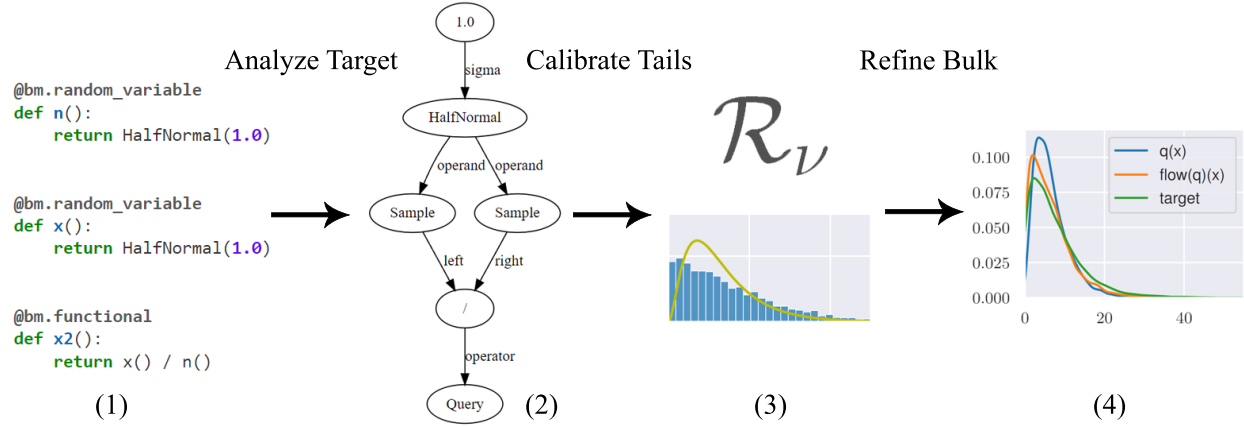 Analyze Target
Calibrate Tails
Refine Bulk
@bm.random_variable
def n():
    return HalfNormal(1.0)
@bm.random_variable
def x():
    return HalfNormal(1.0)
@bm.functional
def x2():
    return x() / n()
(1)
1.0
sigma
HalfNormal
operand operand
Sample Sample
left right
/
operator
Query
(2)
ℛν
(3)
q(x)
flow(q)(x)
target
0.100
0.075
0.050
0.025
0.000
0 20 40
(4)